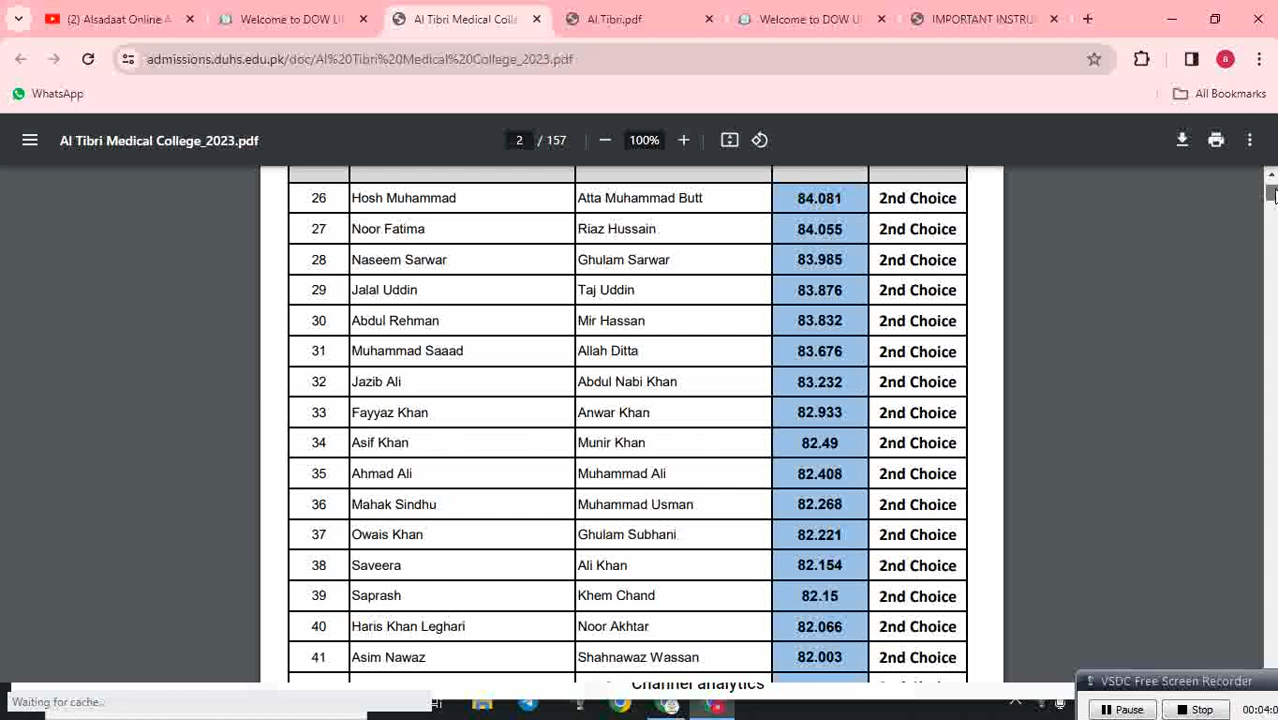 (2) Alsadaat Online A
Welcome to DOW U
Al Tibri Medical Colle
Al Tibri.pdf
Welcome to DOW U
IMPORTANT INSTRU
admissions.duhs.edu.pk/doc/Al%20Tibri%20Medical%20College_2023.pdf
a
WhatsApp
All Bookmarks
Al Tibri Medical College_2023.pdf
2 / 157
100%
26 Hosh Muhammad Atta Muhammad Butt 84.081 2nd Choice
27 Noor Fatima Riaz Hussain 84.055 2nd Choice
28 Naseem Sarwar Ghulam Sarwar 83.985 2nd Choice
29 Jalal Uddin Taj Uddin 83.876 2nd Choice
30 Abdul Rehman Mir Hassan 83.832 2nd Choice
31 Muhammad Saaad Allah Ditta 83.676 2nd Choice
32 Jazib Ali Abdul Nabi Khan 83.232 2nd Choice
33 Fayyaz Khan Anwar Khan 82.933 2nd Choice
34 Asif Khan Munir Khan 82.49 2nd Choice
35 Ahmad Ali Muhammad Ali 82.408 2nd Choice
36 Mahak Sindhu Muhammad Usman 82.268 2nd Choice
37 Owais Khan Ghulam Subhani 82.221 2nd Choice
38 Saveera Ali Khan 82.154 2nd Choice
39 Saprash Khem Chand 82.15 2nd Choice
40 Haris Khan Leghari Noor Akhtar 82.066 2nd Choice
41 Asim Nawaz Shahnawaz Wassan 82.003 2nd Choice
Channel analytics
VSDC Free Screen Recorder
Waiting for cache...
Pause
Stop
00:04:0